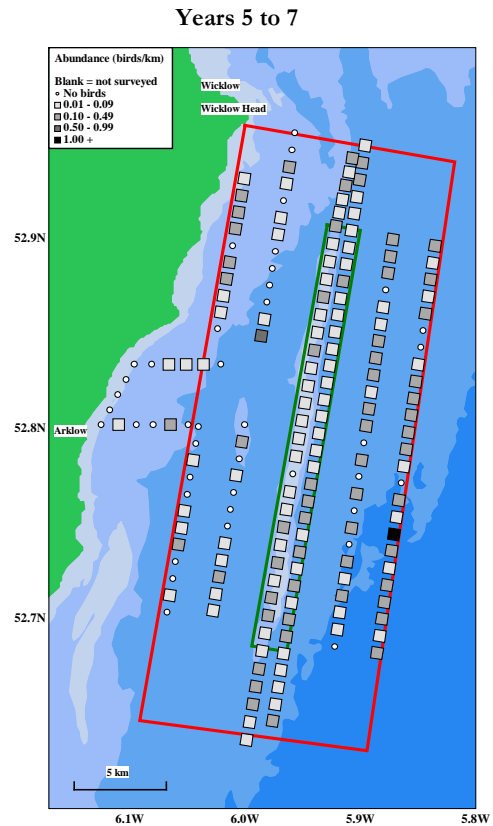 Years 5 to 7
Abundance (birds/km)
Blank = not surveyed
No birds
0.01 - 0.09
0.10 - 0.49
0.50 - 0.99
1.00 +
Wicklow
Wicklow Head
52.9N
52.8N
Arklow
52.7N
5 km
6.1W 6.0W 5.9W 5.8W